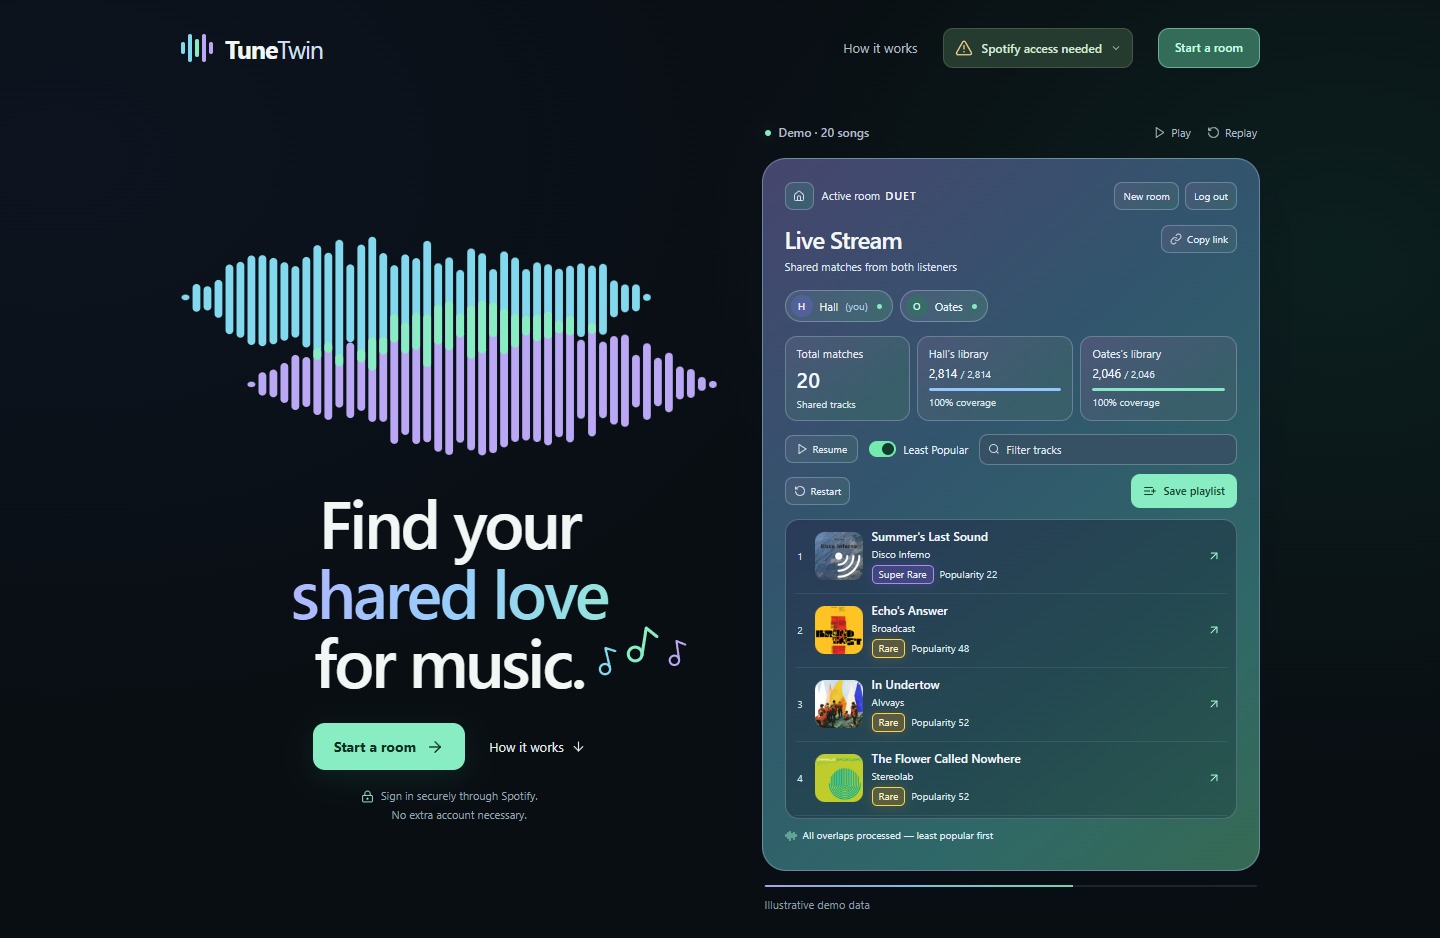 TuneTwin
How it works
Spotify access needed
Start a room
Demo · 20 songs
Play
Replay
Active room DUET
New room
Log out
Live Stream
Copy link
Shared matches from both listeners
H Hall (you)
O Oates
Total matches
20
Shared tracks
Hall's library
2,814 / 2,814
100% coverage
Oates's library
2,046 / 2,046
100% coverage
Resume
Least Popular
Filter tracks
Restart
Save playlist
1
Summer's Last Sound
Disco Inferno
Super Rare Popularity 22
2
Echo's Answer
Broadcast
Rare Popularity 48
3
In Undertow
Alvvays
Rare Popularity 52
4
The Flower Called Nowhere
Stereolab
Rare Popularity 52
All overlaps processed — least popular first
Illustrative demo data
Find your
shared love
for music.
Start a room
How it works
Sign in securely through Spotify.
No extra account necessary.